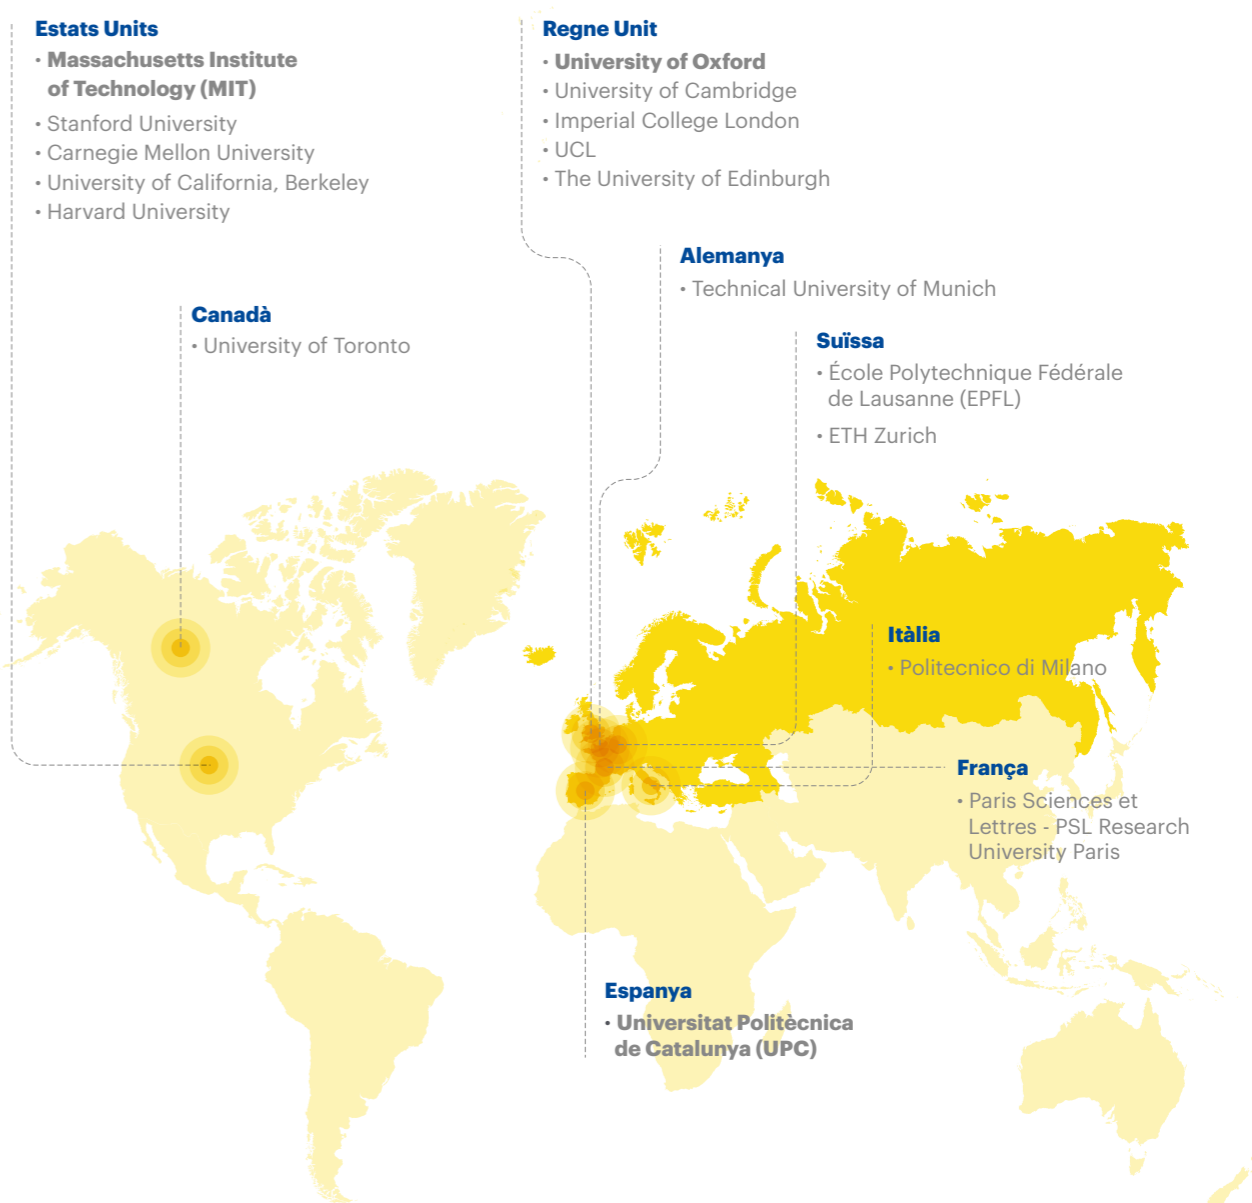 Estats Units
• Massachusetts Institute
of Technology (MIT)
• Stanford University
• Carnegie Mellon University
• University of California, Berkeley
• Harvard University
Regne Unit
• University of Oxford
• University of Cambridge
• Imperial College London
• UCL
• The University of Edinburgh
Alemanya
• Technical University of Munich
Canadà
• University of Toronto
Suïssa
• École Polytechnique Fédérale
de Lausanne (EPFL)
• ETH Zurich
Itàlia
• Politecnico di Milano
França
• Paris Sciences et
Lettres - PSL Research
University Paris
Espanya
• Universitat Politècnica
de Catalunya (UPC)